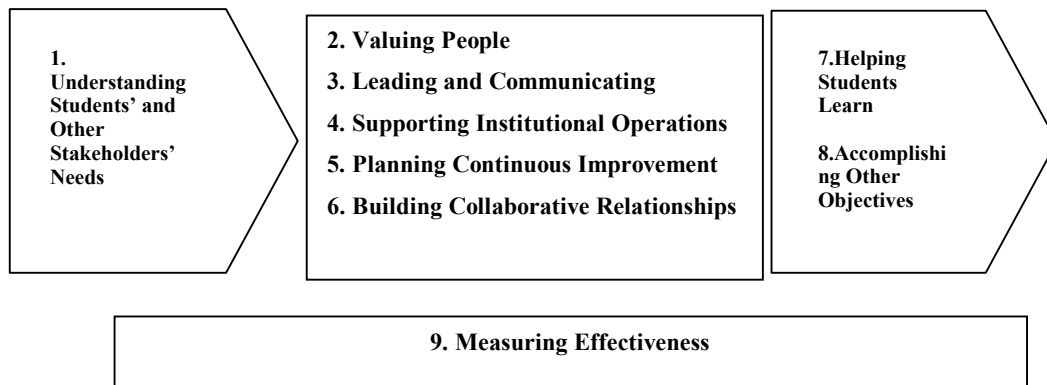 1.
Understanding
Students’ and
Other
Stakeholders’
Needs
2. Valuing People
3. Leading and Communicating
4. Supporting Institutional Operations
5. Planning Continuous Improvement
6. Building Collaborative Relationships
7.Helping
Students
Learn
8.Accomplishi
ng Other
Objectives
9. Measuring Effectiveness